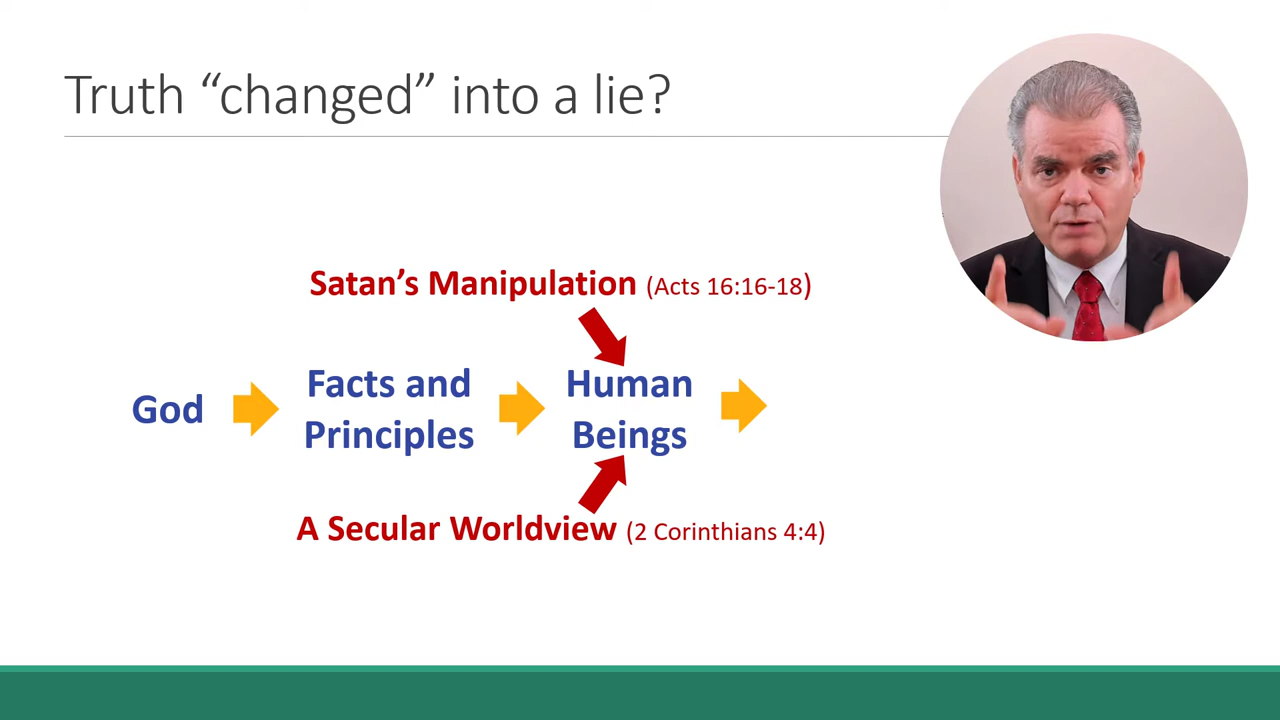 Truth “changed” into a lie?
Satan’s Manipulation (Acts 16:16-18)
God
Facts and
Principles
Human
Beings
A Secular Worldview (2 Corinthians 4:4)